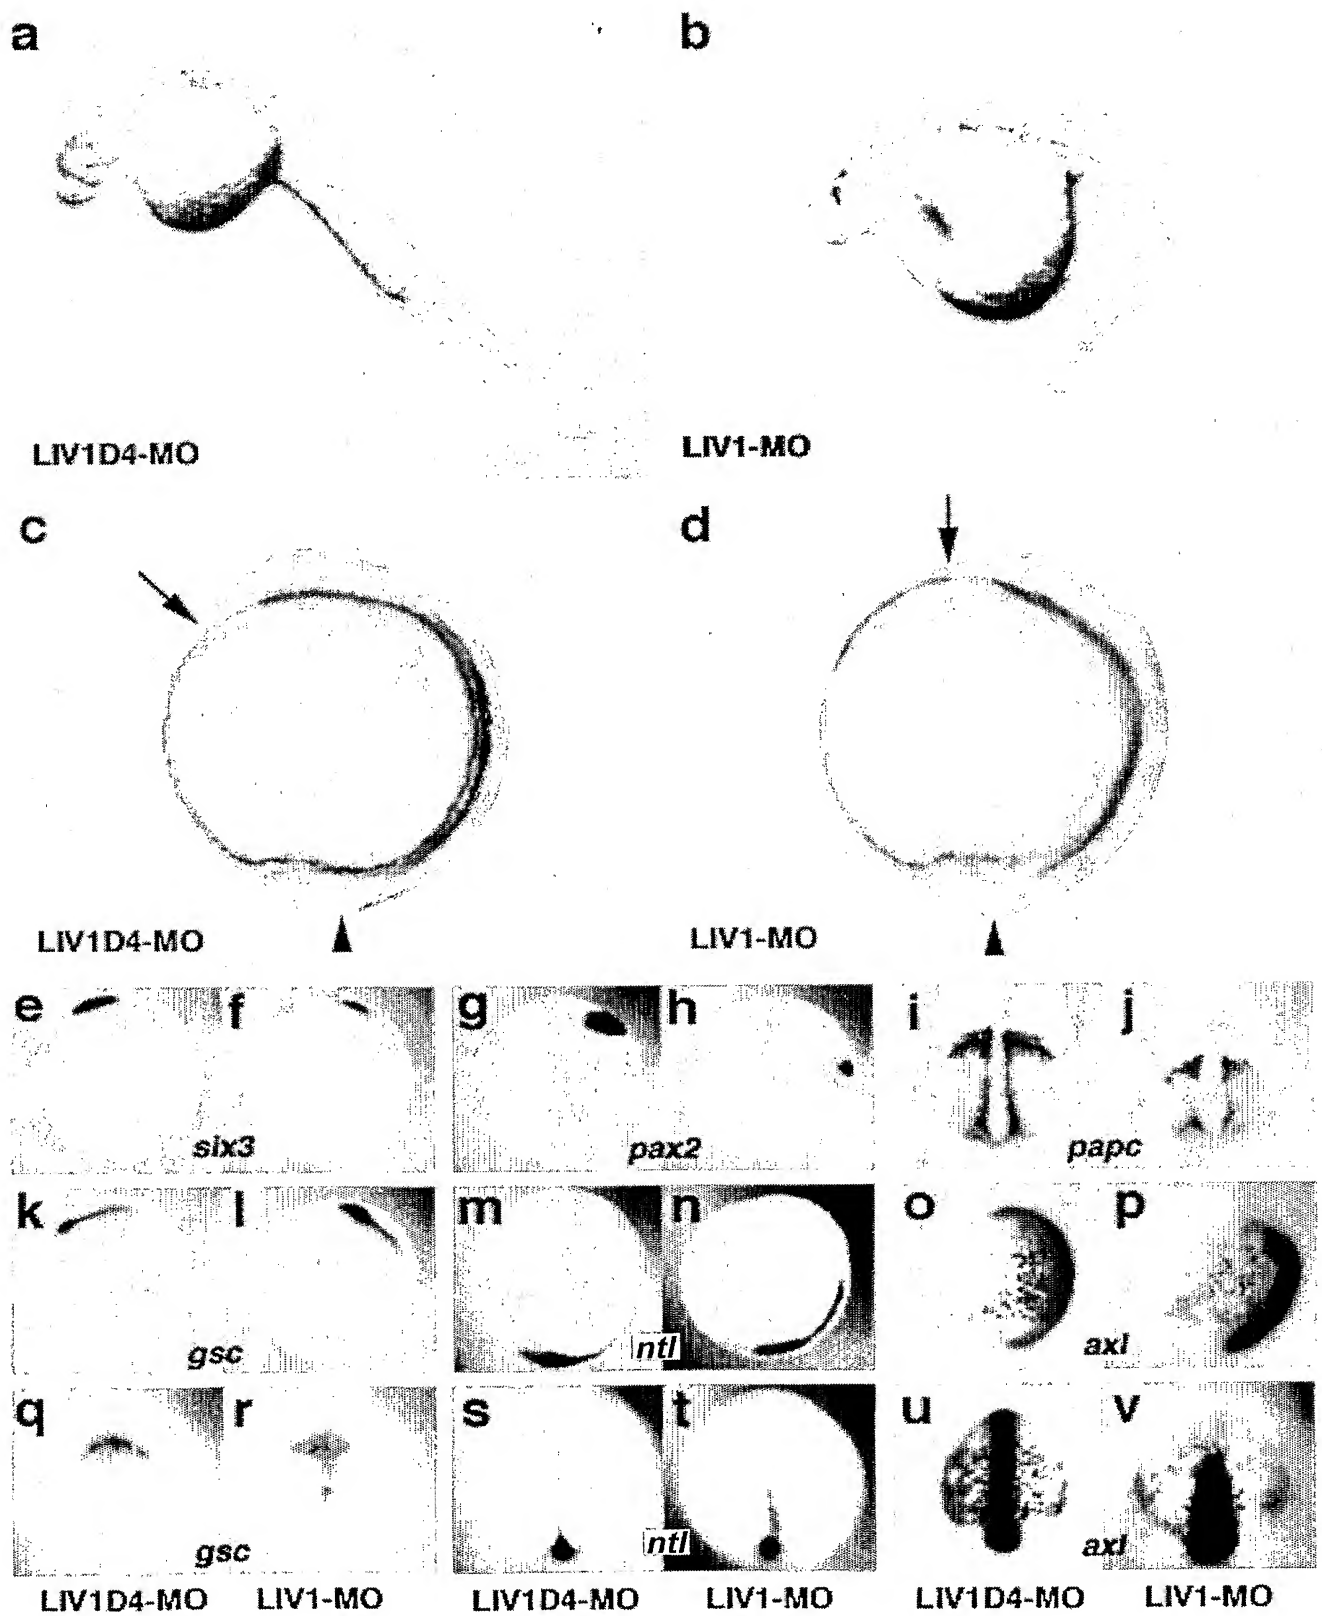 a b
LIV1D4-MO LIV1-MO
c d
LIV1D4-MO LIV1-MO
e f g h i j
six3 pax2 papc
k l m n o p
gsc ntl axl
q r s t u v
gsc ntl axl
LIV1D4-MO LIV1-MO LIV1D4-MO LIV1-MO LIV1D4-MO LIV1-MO